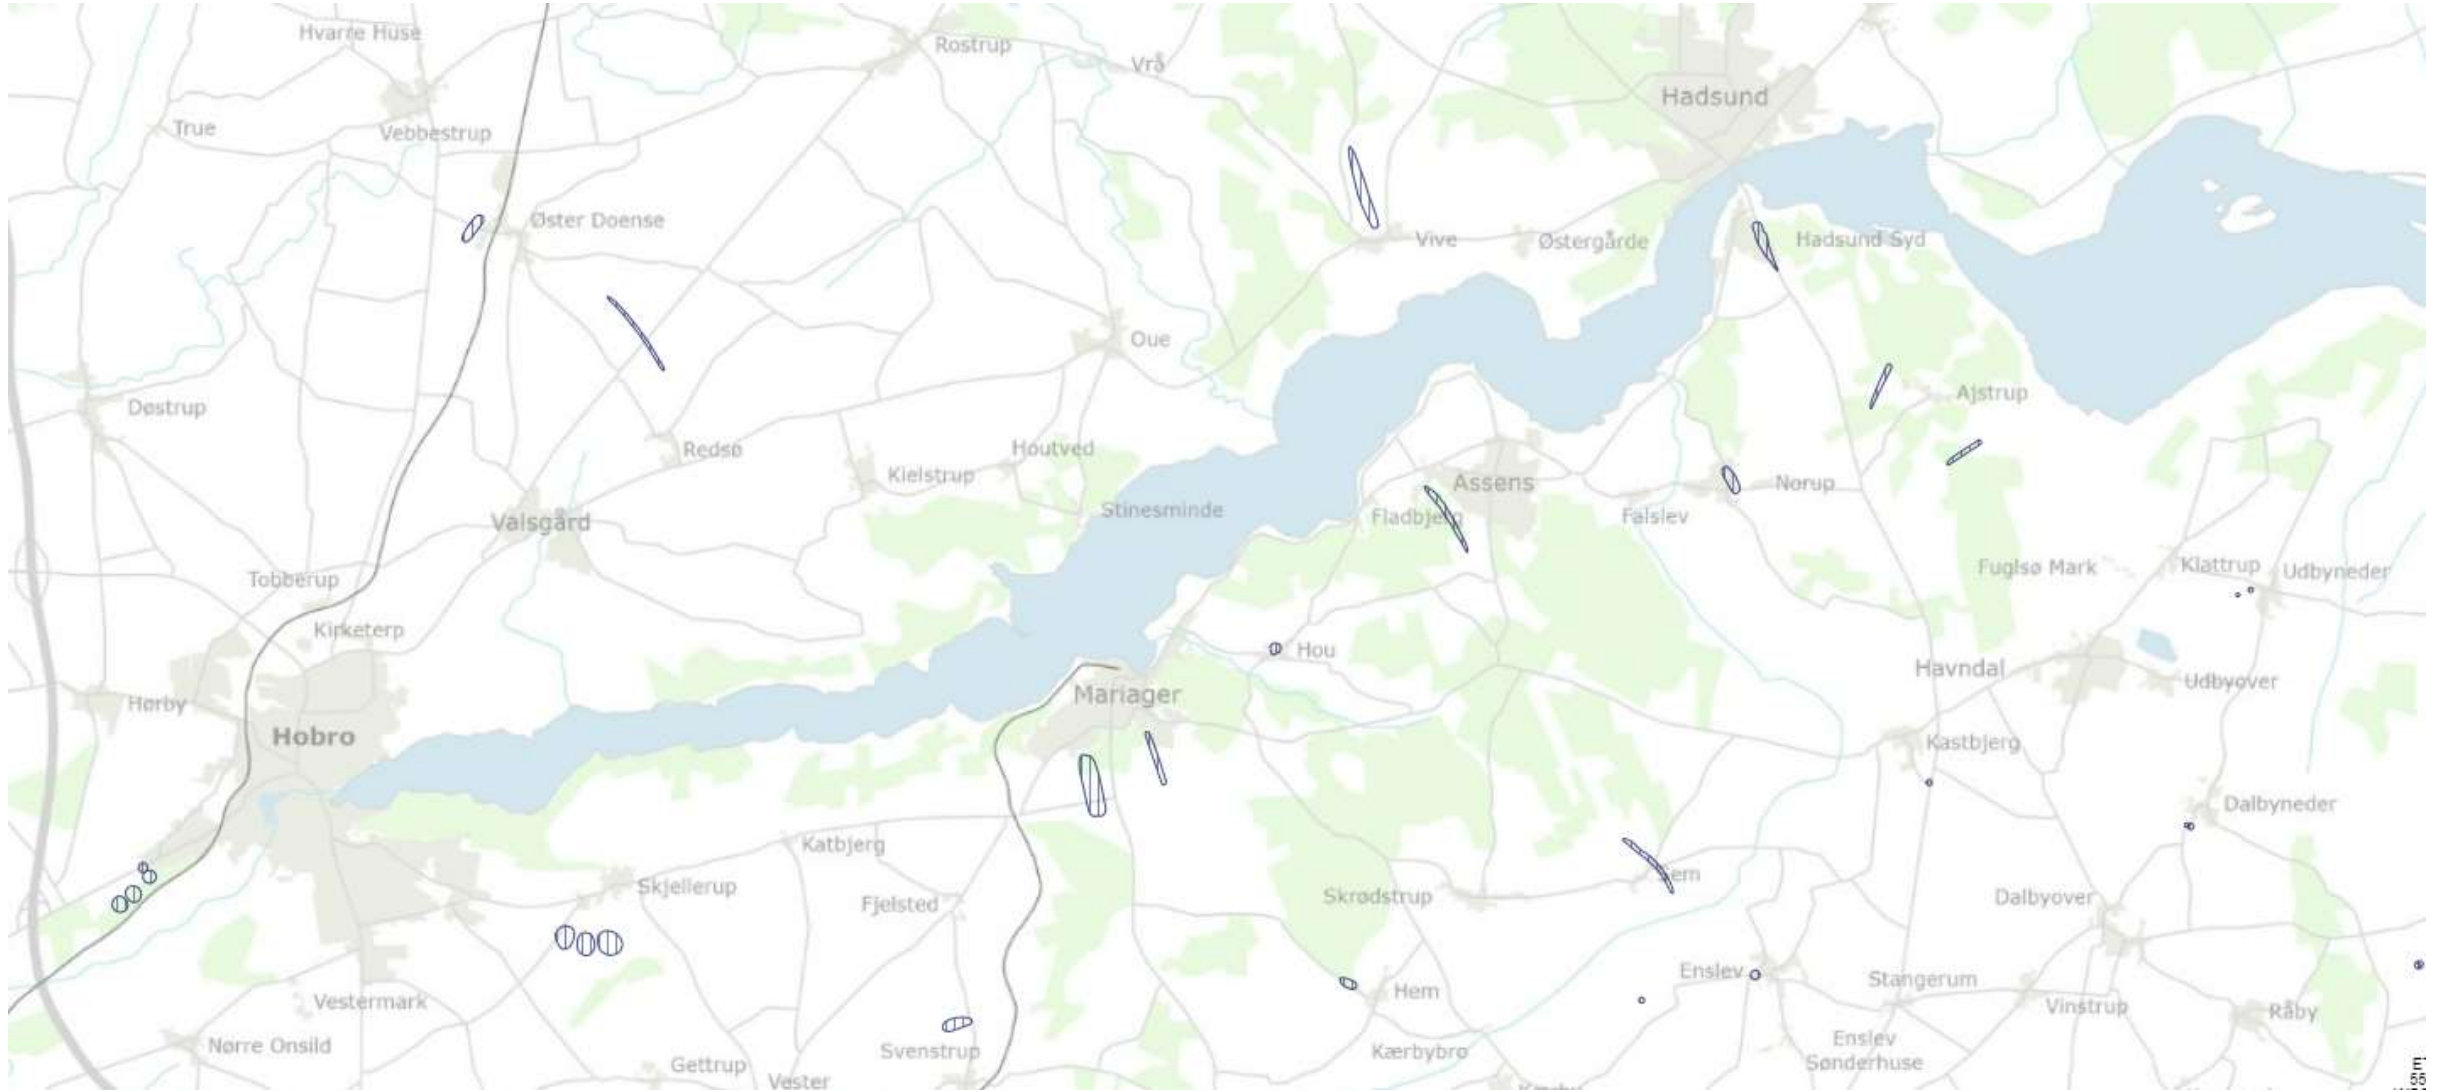 Hvarre Huse
Rostrup
Vrå
Hadsund
True
Vebbestrup
Øster Doense
Vive
Østergårde
Hadsund Syd
Oue
Døstrup
Ajstrup
Redsø
Houtved
Kielstrup
Assens
Norup
Stinesminde
Fladbjerg
Falslev
Valsgård
Tobberup
Fuglsø Mark
Klattrup
Udbyneder
Kirketerp
Hou
Havndal
Udbyover
Mariager
Hørby
Hobro
Kastbjerg
Dalbyneder
Katbjerg
Skjellerup
Sem
Skrødstrup
Dalbyover
Fjelsted
Enslev
Stangerum
Hem
Vestermark
Vinstrup
Råby
Nørre Onsild
Svenstrup
Kærbybro
Enslev
Sønderhuse
Gettrup
Vester